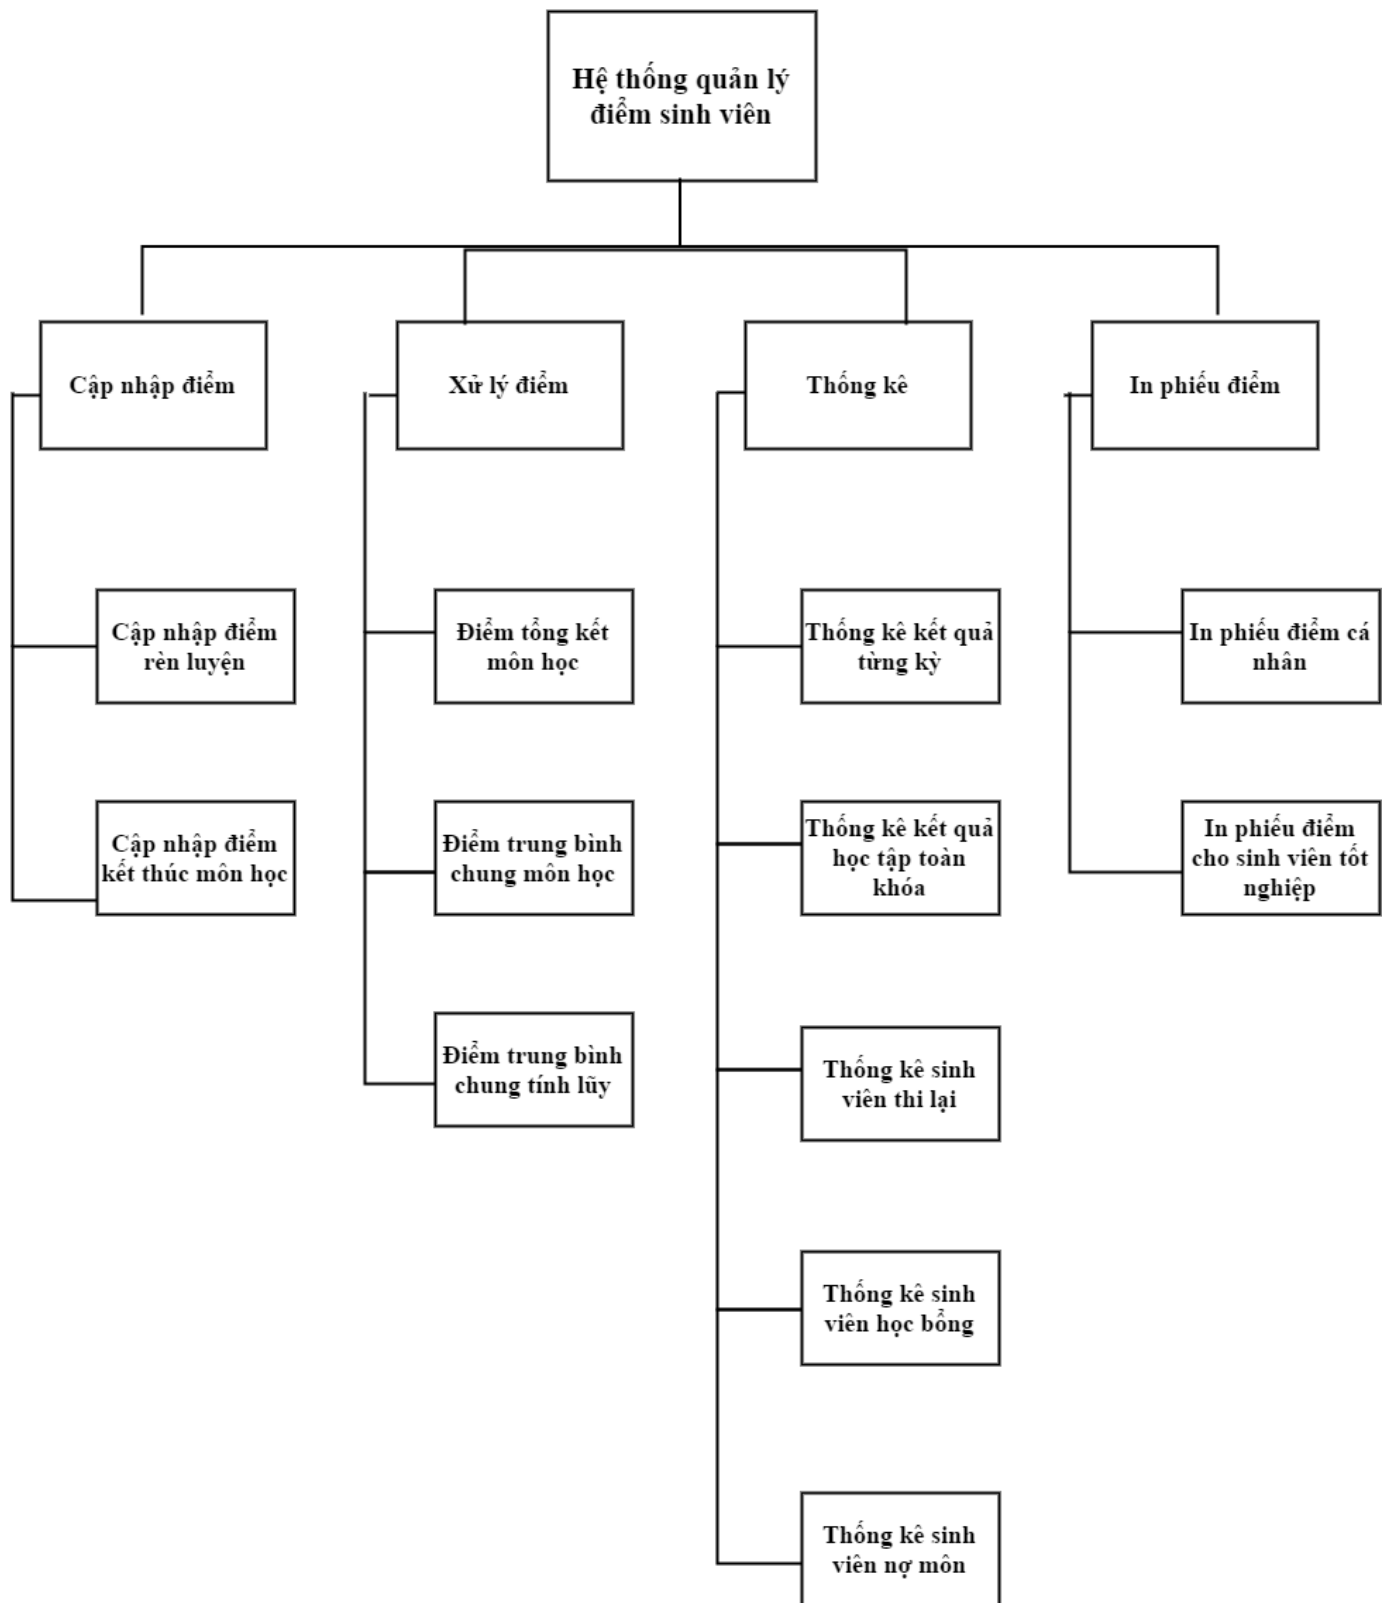 Hệ thống quản lý
điểm sinh viên
Cập nhập điểm
Xử lý điểm
Thống kê
In phiếu điểm
Cập nhập điểm
rèn luyện
Điểm tổng kết
môn học
Thống kê kết quả
từng kỳ
In phiếu điểm cá
nhân
Cập nhập điểm
kết thúc môn học
Điểm trung bình
chung môn học
Thống kê kết quả
học tập toàn
khóa
In phiếu điểm
cho sinh viên tốt
nghiệp
Điểm trung bình
chung tính lũy
Thống kê sinh
viên thi lại
Thống kê sinh
viên học bổng
Thống kê sinh
viên nợ môn